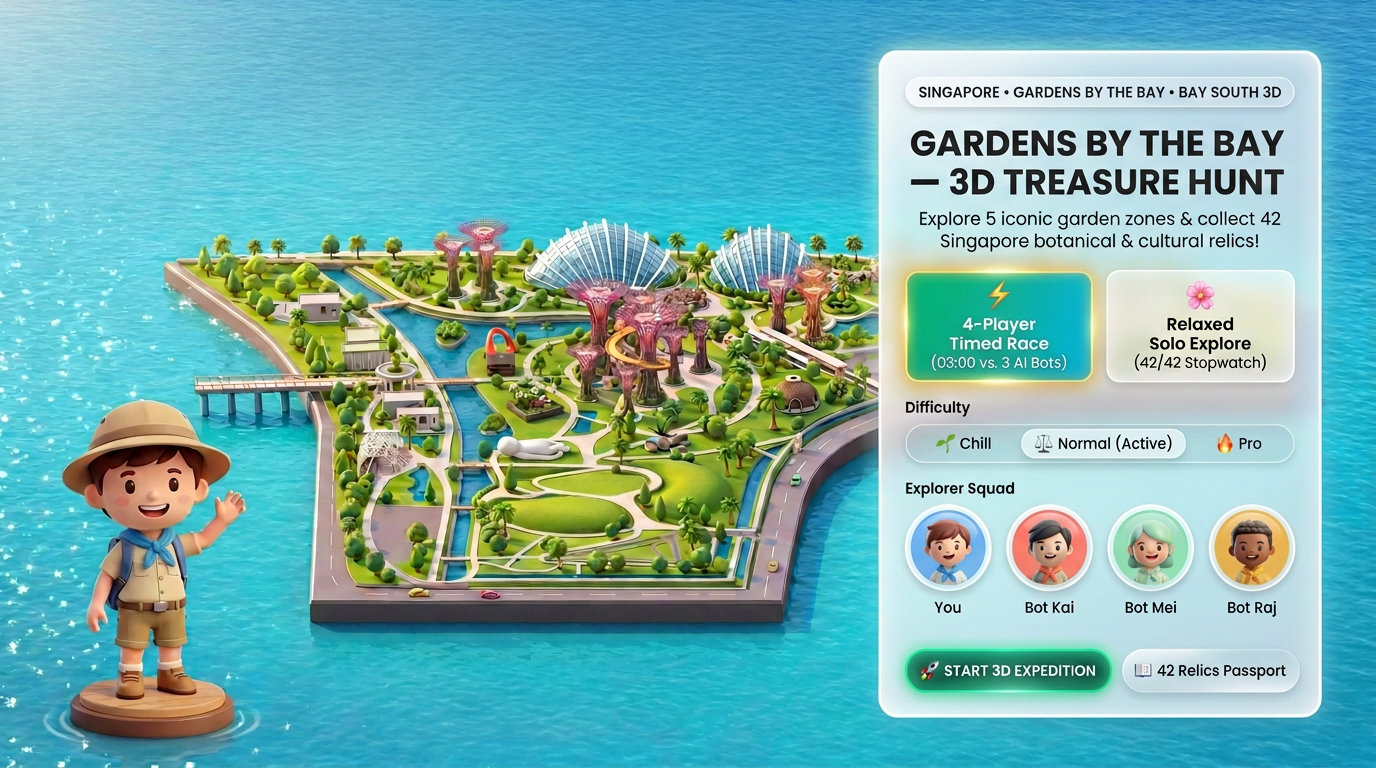 SINGAPORE • GARDENS BY THE BAY • BAY SOUTH 3D
GARDENS BY THE BAY
— 3D TREASURE HUNT
Explore 5 iconic garden zones & collect 42
Singapore botanical & cultural relics!
4-Player
Timed Race
(03:00 vs. 3 AI Bots)
Relaxed
Solo Explore
(42/42 Stopwatch)
Difficulty
Chill
Normal (Active)
Pro
Explorer Squad
You
Bot Kai
Bot Mei
Bot Raj
START 3D EXPEDITION
42 Relics Passport